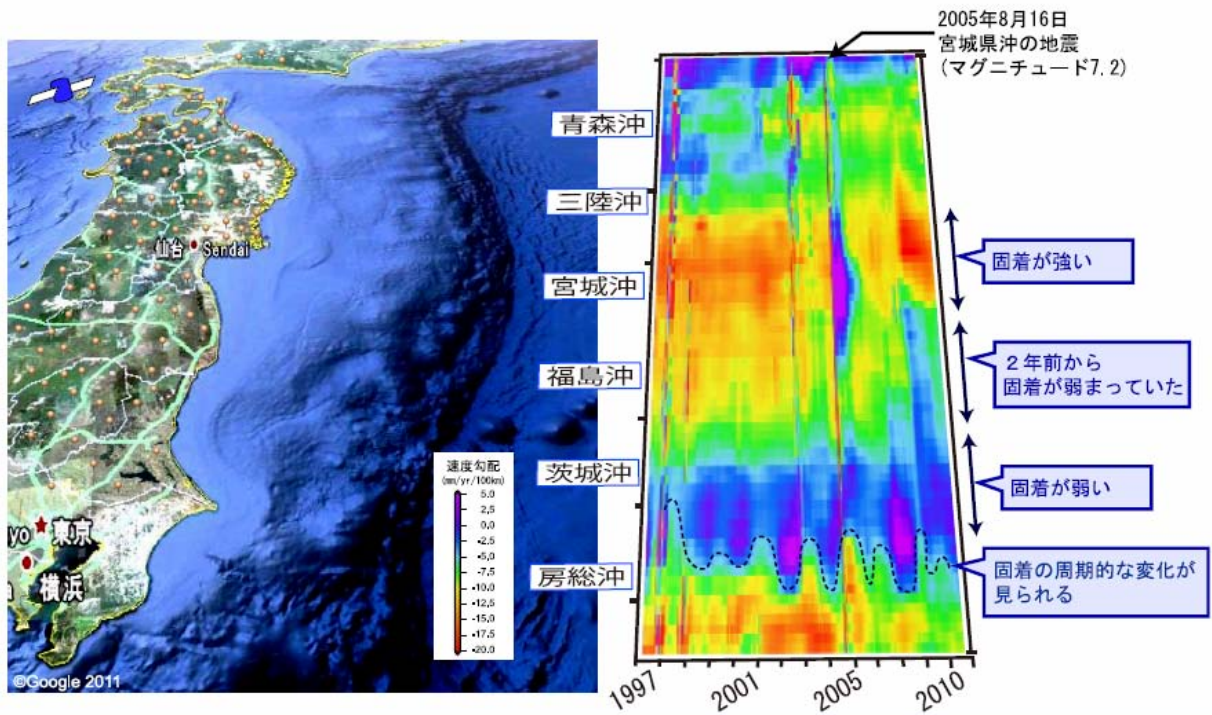 2005年8月16日
宮城県沖の地震
(マグニチュード7.2)
青森沖
三陸沖
仙台 Sendai
宮城沖
福島沖
茨城沖
房総沖
固着が強い
2年前から
固着が弱まっていた
固着が弱い
固着の周期的な変化が
見られる
速度勾配
(mm/yr/100km)
5.0
2.5
0.0
-2.5
-5.0
-7.5
-10.0
-12.5
-15.0
-17.5
-20.0
yo 東京
a 横浜
©Google 2011
1997 2001 2005 2010